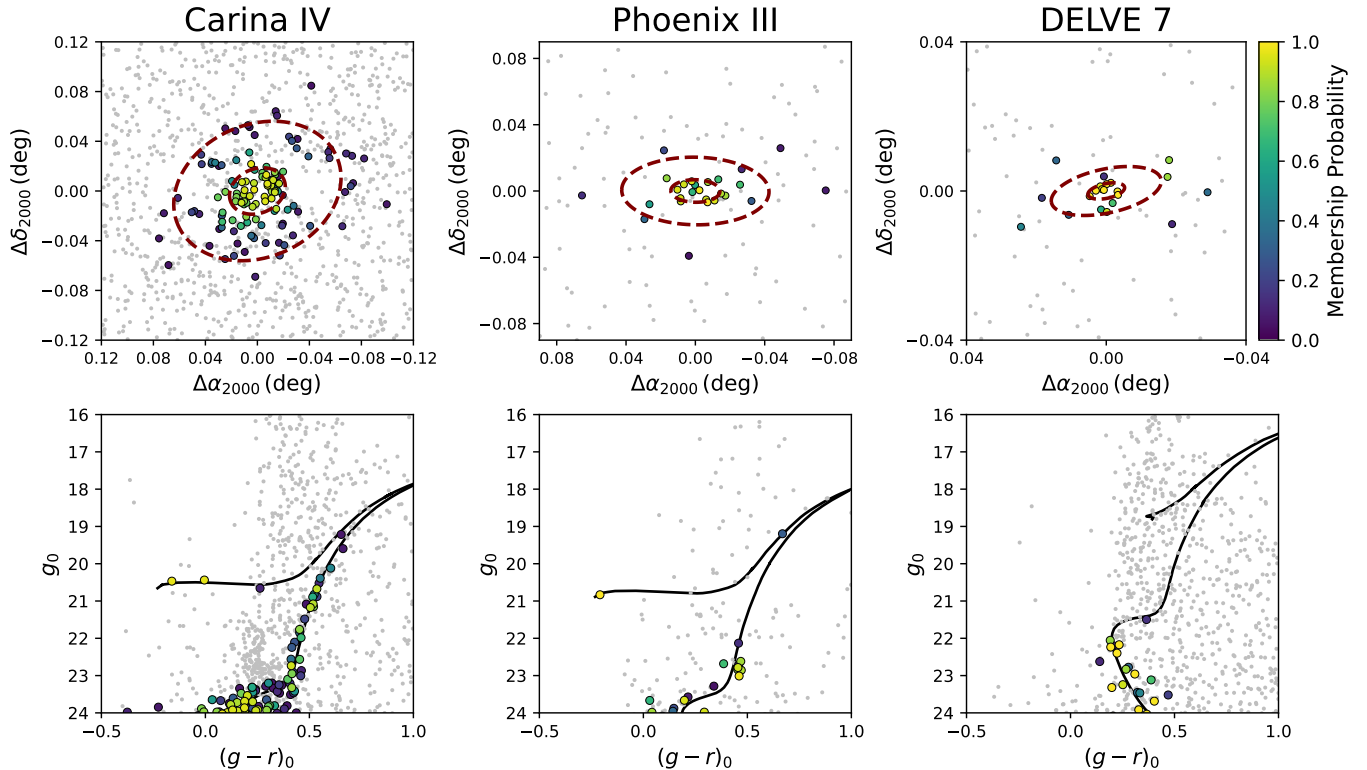 Carina IV
Phoenix III
DELVE 7
0.12
0.08
0.04
0.00
−0.04
−0.08
−0.12
0.12 0.08 0.04 0.00 −0.04 −0.08 −0.12
Δδ2000 (deg)
Δα2000 (deg)
0.08
0.04
0.00
−0.04
−0.08
0.08 0.04 0.00 −0.04 −0.08
Δδ2000 (deg)
Δα2000 (deg)
0.04
0.00
−0.04
0.04 0.00 −0.04
Δδ2000 (deg)
Δα2000 (deg)
1.0
0.8
0.6
0.4
0.2
0.0
Membership Probability
16
17
18
19
20
21
22
23
24
−0.5 0.0 0.5 1.0
g0
(g − r)0
16
17
18
19
20
21
22
23
24
−0.5 0.0 0.5 1.0
g0
(g − r)0
16
17
18
19
20
21
22
23
24
−0.5 0.0 0.5 1.0
g0
(g − r)0